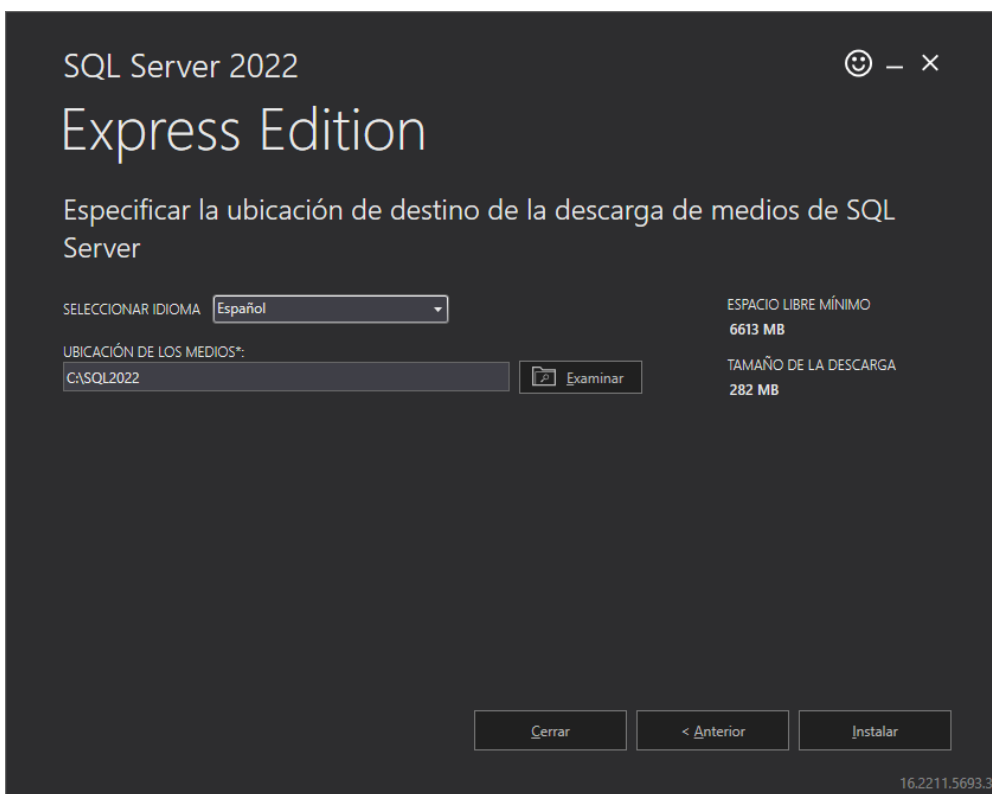 SQL Server 2022
Express Edition
Especificar la ubicación de destino de la descarga de medios de SQL
Server
SELECCIONAR IDIOMA Español
ESPACIO LIBRE MÍNIMO
6613 MB
UBICACIÓN DE LOS MEDIOS*:
C:\SQL2022
Examinar
TAMAÑO DE LA DESCARGA
282 MB
Cerrar
< Anterior
Instalar
16.2211.5693.3